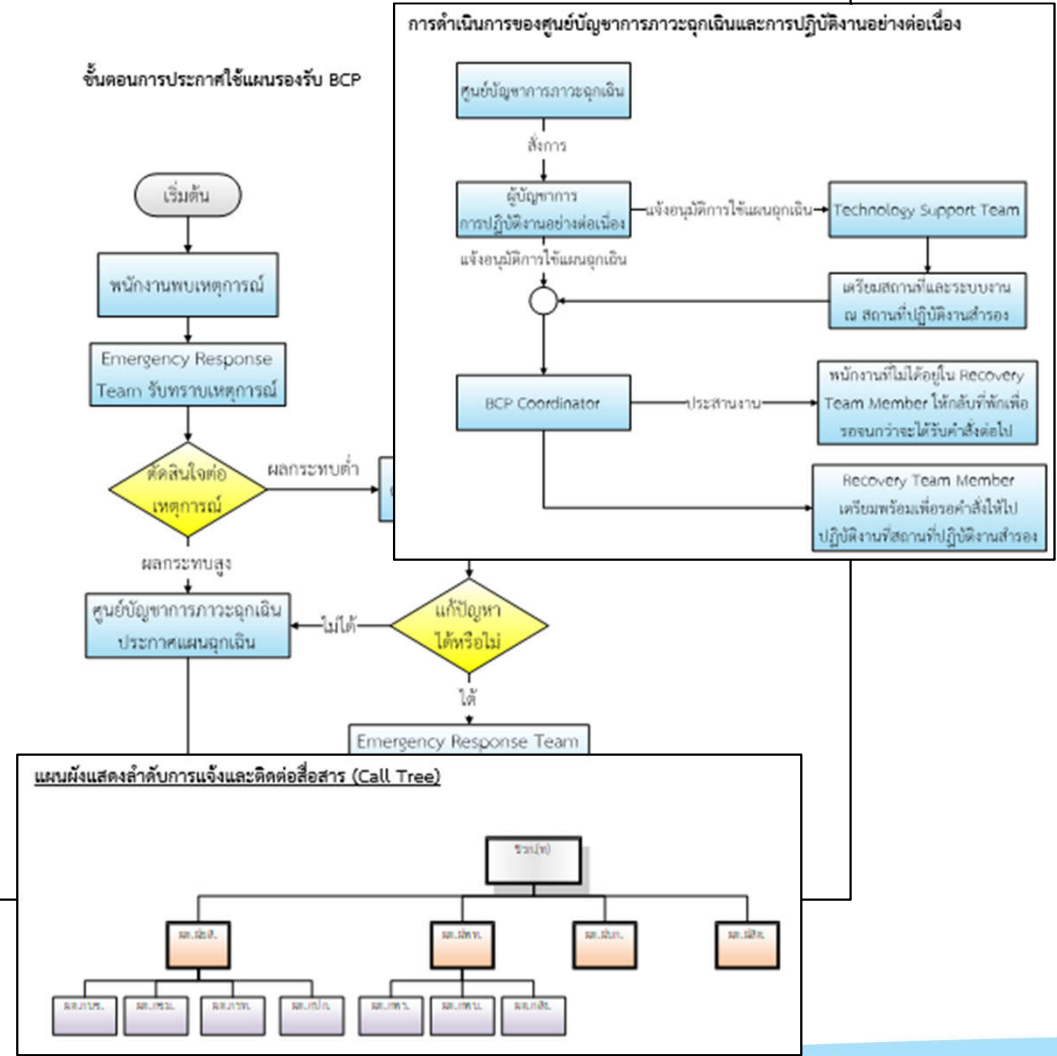 การดำเนินการของศูนย์บัญชาการภาวะฉุกเฉินและการปฏิบัติงานอย่างต่อเนื่อง
ศูนย์บัญชาการภาวะฉุกเฉิน
สั่งการ
ผู้บัญชาการ
การปฏิบัติงานอย่างต่อเนื่อง
แจ้งอนุมัติการใช้แผนฉุกเฉิน
Technology Support Team
แจ้งอนุมัติการใช้แผนฉุกเฉิน
เตรียมสถานที่และระบบงาน
ณ สถานที่ปฏิบัติงานสำรอง
BCP Coordinator
ประสานงาน
พนักงานที่ไม่ได้อยู่ใน Recovery
Team Member ให้กลับที่พักเพื่อ
รอจนกว่าจะได้รับคำสั่งต่อไป
Recovery Team Member
เตรียมพร้อมเพื่อรอคำสั่งให้ไป
ปฏิบัติงานที่สถานที่ปฏิบัติงานสำรอง
ขั้นตอนการประกาศใช้แผนรองรับ BCP
เริ่มต้น
พนักงานพบเหตุการณ์
Emergency Response
Team รับทราบเหตุการณ์
ตัดสินใจต่อ
เหตุการณ์
ผลกระทบต่ำ
ผลกระทบสูง
ศูนย์บัญชาการภาวะฉุกเฉิน
ประกาศแผนฉุกเฉิน
ไม่ได้
แก้ปัญหา
ได้หรือไม่
ได้
Emergency Response Team
แผนผังแสดงลำดับการแจ้งและติดต่อสื่อสาร (Call Tree)